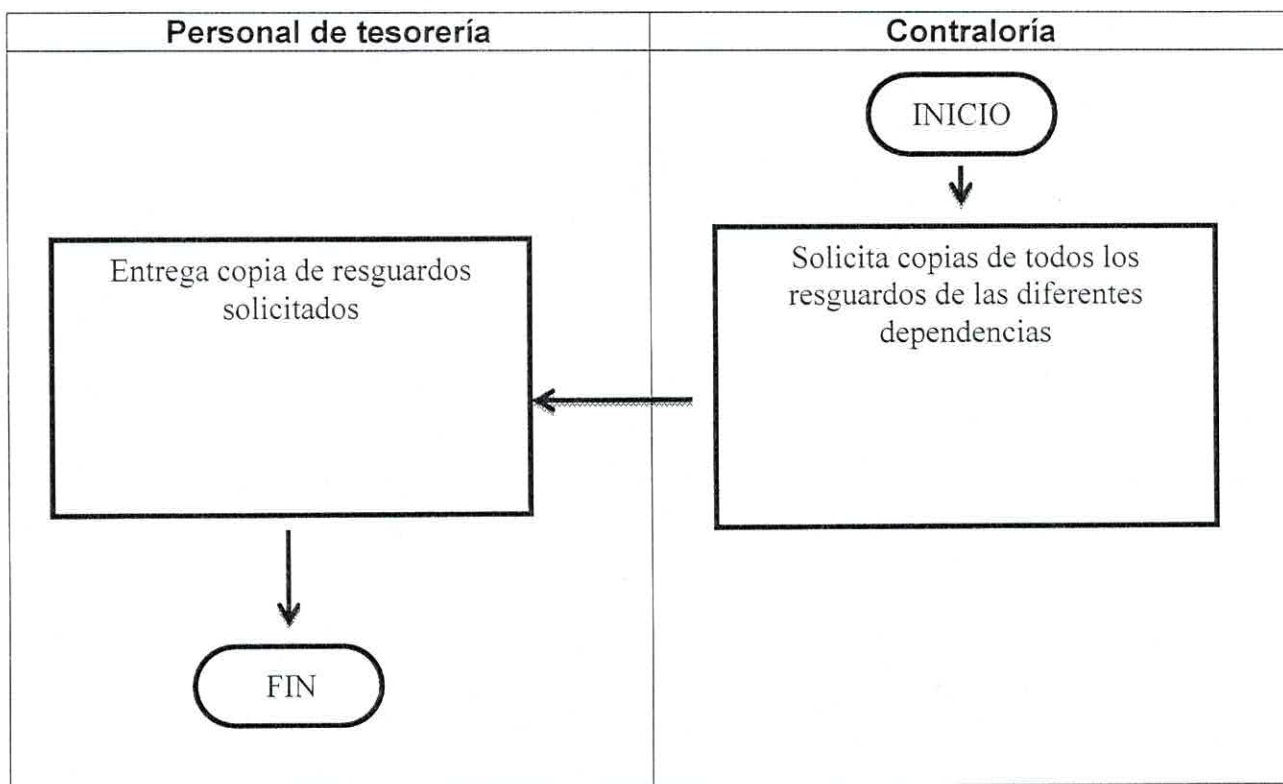 Personal de tesorería
Contraloría
INICIO
Solicita copias de todos los
resguardos de las diferentes
dependencias
Entrega copia de resguardos
solicitados
FIN